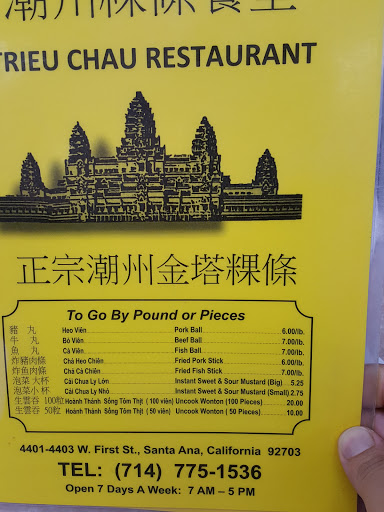 潮州粿條餐室
TRIEU CHAU RESTAURANT
正宗潮州金塔粿條
To Go By Pound or Pieces
豬 丸 Heo Viên Pork Ball 6.00/lb.
牛 丸 Bò Viên Beef Ball 7.00/lb.
魚 丸 Cá Viên Fish Ball 7.00/lb.
炸豬肉條 Chả Heo Chiên Fried Pork Stick 6.00/lb.
炸魚肉條 Chả Cá Chiên Fried Fish Stick 7.00/lb.
泡菜 大杯 Cải Chua Ly Lớn Instant Sweet & Sour Mustard (Big) 5.25
泡菜 小杯 Cải Chua Ly Nhỏ Instant Sweet & Sour Mustard (Small) 2.75
生雲吞 100粒 Hoành Thánh Sống Tôm Thịt ( 100 viên) Uncook Wonton (100 Pieces) 20.00
生雲吞 50粒 Hoành Thánh Sống Tôm Thịt ( 50 viên) Uncook Wonton ( 50 Pieces) 10.00
4401-4403 W. First St., Santa Ana, California 92703
TEL: (714) 775-1536
Open 7 Days A Week: 7 AM – 5 PM